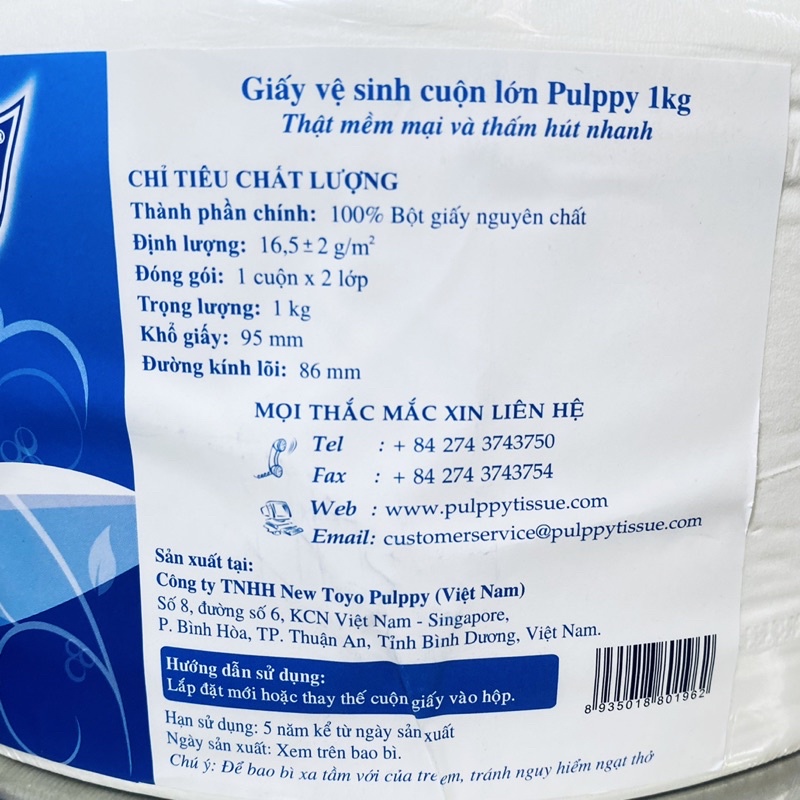 Giấy vệ sinh cuộn lớn Pulppy 1kg
Thật mềm mại và thấm hút nhanh
CHỈ TIÊU CHẤT LƯỢNG
Thành phần chính: 100% Bột giấy nguyên chất
Định lượng: 16,5 ± 2 g/m²
Đóng gói: 1 cuộn x 2 lớp
Trọng lượng: 1 kg
Khổ giấy: 95 mm
Đường kính lõi: 86 mm
MỌI THẮC MẮC XIN LIÊN HỆ
Tel : + 84 274 3743750
Fax : + 84 274 3743754
Web : www.pulppytissue.com
Email: customerservice@pulppytissue.com
Sản xuất tại:
Công ty TNHH New Toyo Pulppy (Việt Nam)
Số 8, đường số 6, KCN Việt Nam - Singapore,
P. Bình Hòa, TP. Thuận An, Tỉnh Bình Dương, Việt Nam.
Hướng dẫn sử dụng:
Lắp đặt mới hoặc thay thế cuộn giấy vào hộp.
8 935018 801962
Hạn sử dụng: 5 năm kể từ ngày sản xuất
Ngày sản xuất: Xem trên bao bì.
Chú ý: Để bao bì xa tầm với của trẻ em, tránh nguy hiểm ngạt thở